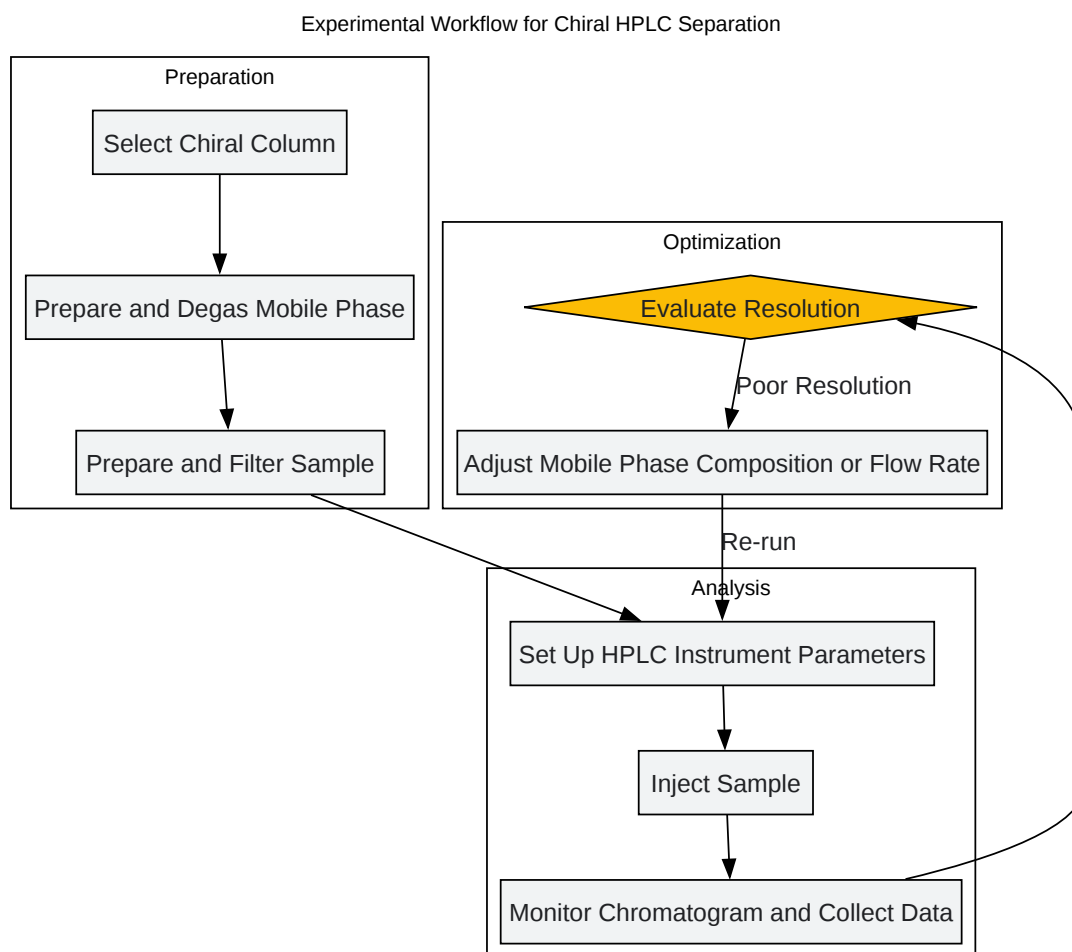 Experimental Workflow for Chiral HPLC Separation
Preparation
Select Chiral Column
Prepare and Degas Mobile Phase
Prepare and Filter Sample
Optimization
Evaluate Resolution
Poor Resolution
Adjust Mobile Phase Composition or Flow Rate
Re-run
Analysis
Set Up HPLC Instrument Parameters
Inject Sample
Monitor Chromatogram and Collect Data